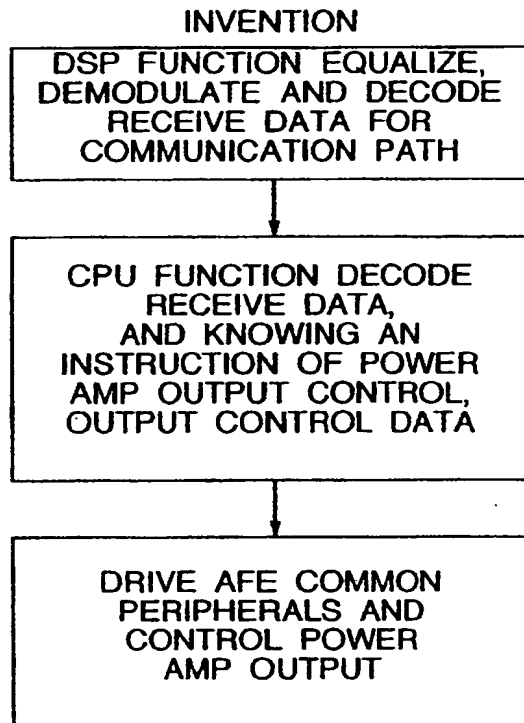 INVENTION
DSP FUNCTION EQUALIZE,
DEMODULATE AND DECODE
RECEIVE DATA FOR
COMMUNICATION PATH
CPU FUNCTION DECODE
RECEIVE DATA,
AND KNOWING AN
INSTRUCTION OF POWER
AMP OUTPUT CONTROL,
OUTPUT CONTROL DATA
DRIVE AFE COMMON
PERIPHERALS AND
CONTROL POWER
AMP OUTPUT